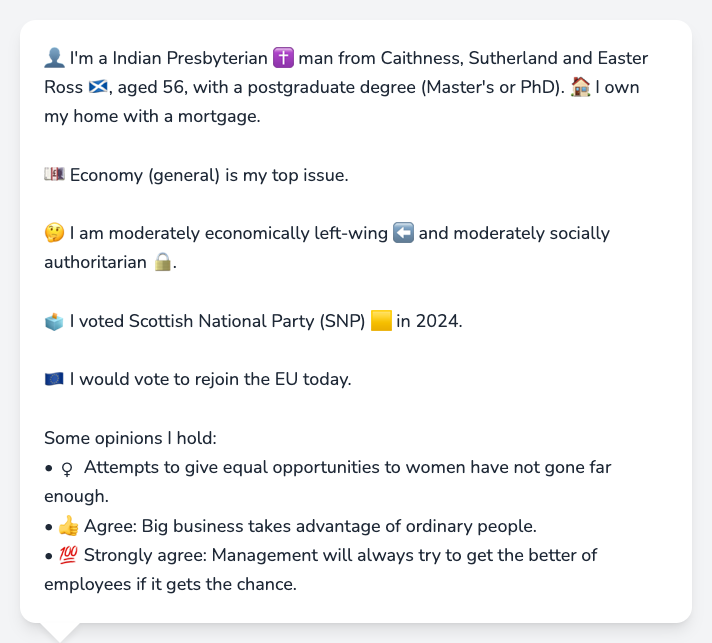 👤 I'm a Indian Presbyterian ✝️ man from Caithness, Sutherland and Easter
Ross 🏴󠁧󠁢󠁳󠁣󠁴󠁿, aged 56, with a postgraduate degree (Master's or PhD). 🏠 I own
my home with a mortgage.
💷 Economy (general) is my top issue.
🤔 I am moderately economically left-wing ⬅️ and moderately socially
authoritarian 🔒.
🗳️ I voted Scottish National Party (SNP) 🟨 in 2024.
🇪🇺 I would vote to rejoin the EU today.
Some opinions I hold:
• ♀️ Attempts to give equal opportunities to women have not gone far
enough.
• 👍 Agree: Big business takes advantage of ordinary people.
• 💯 Strongly agree: Management will always try to get the better of
employees if it gets the chance.